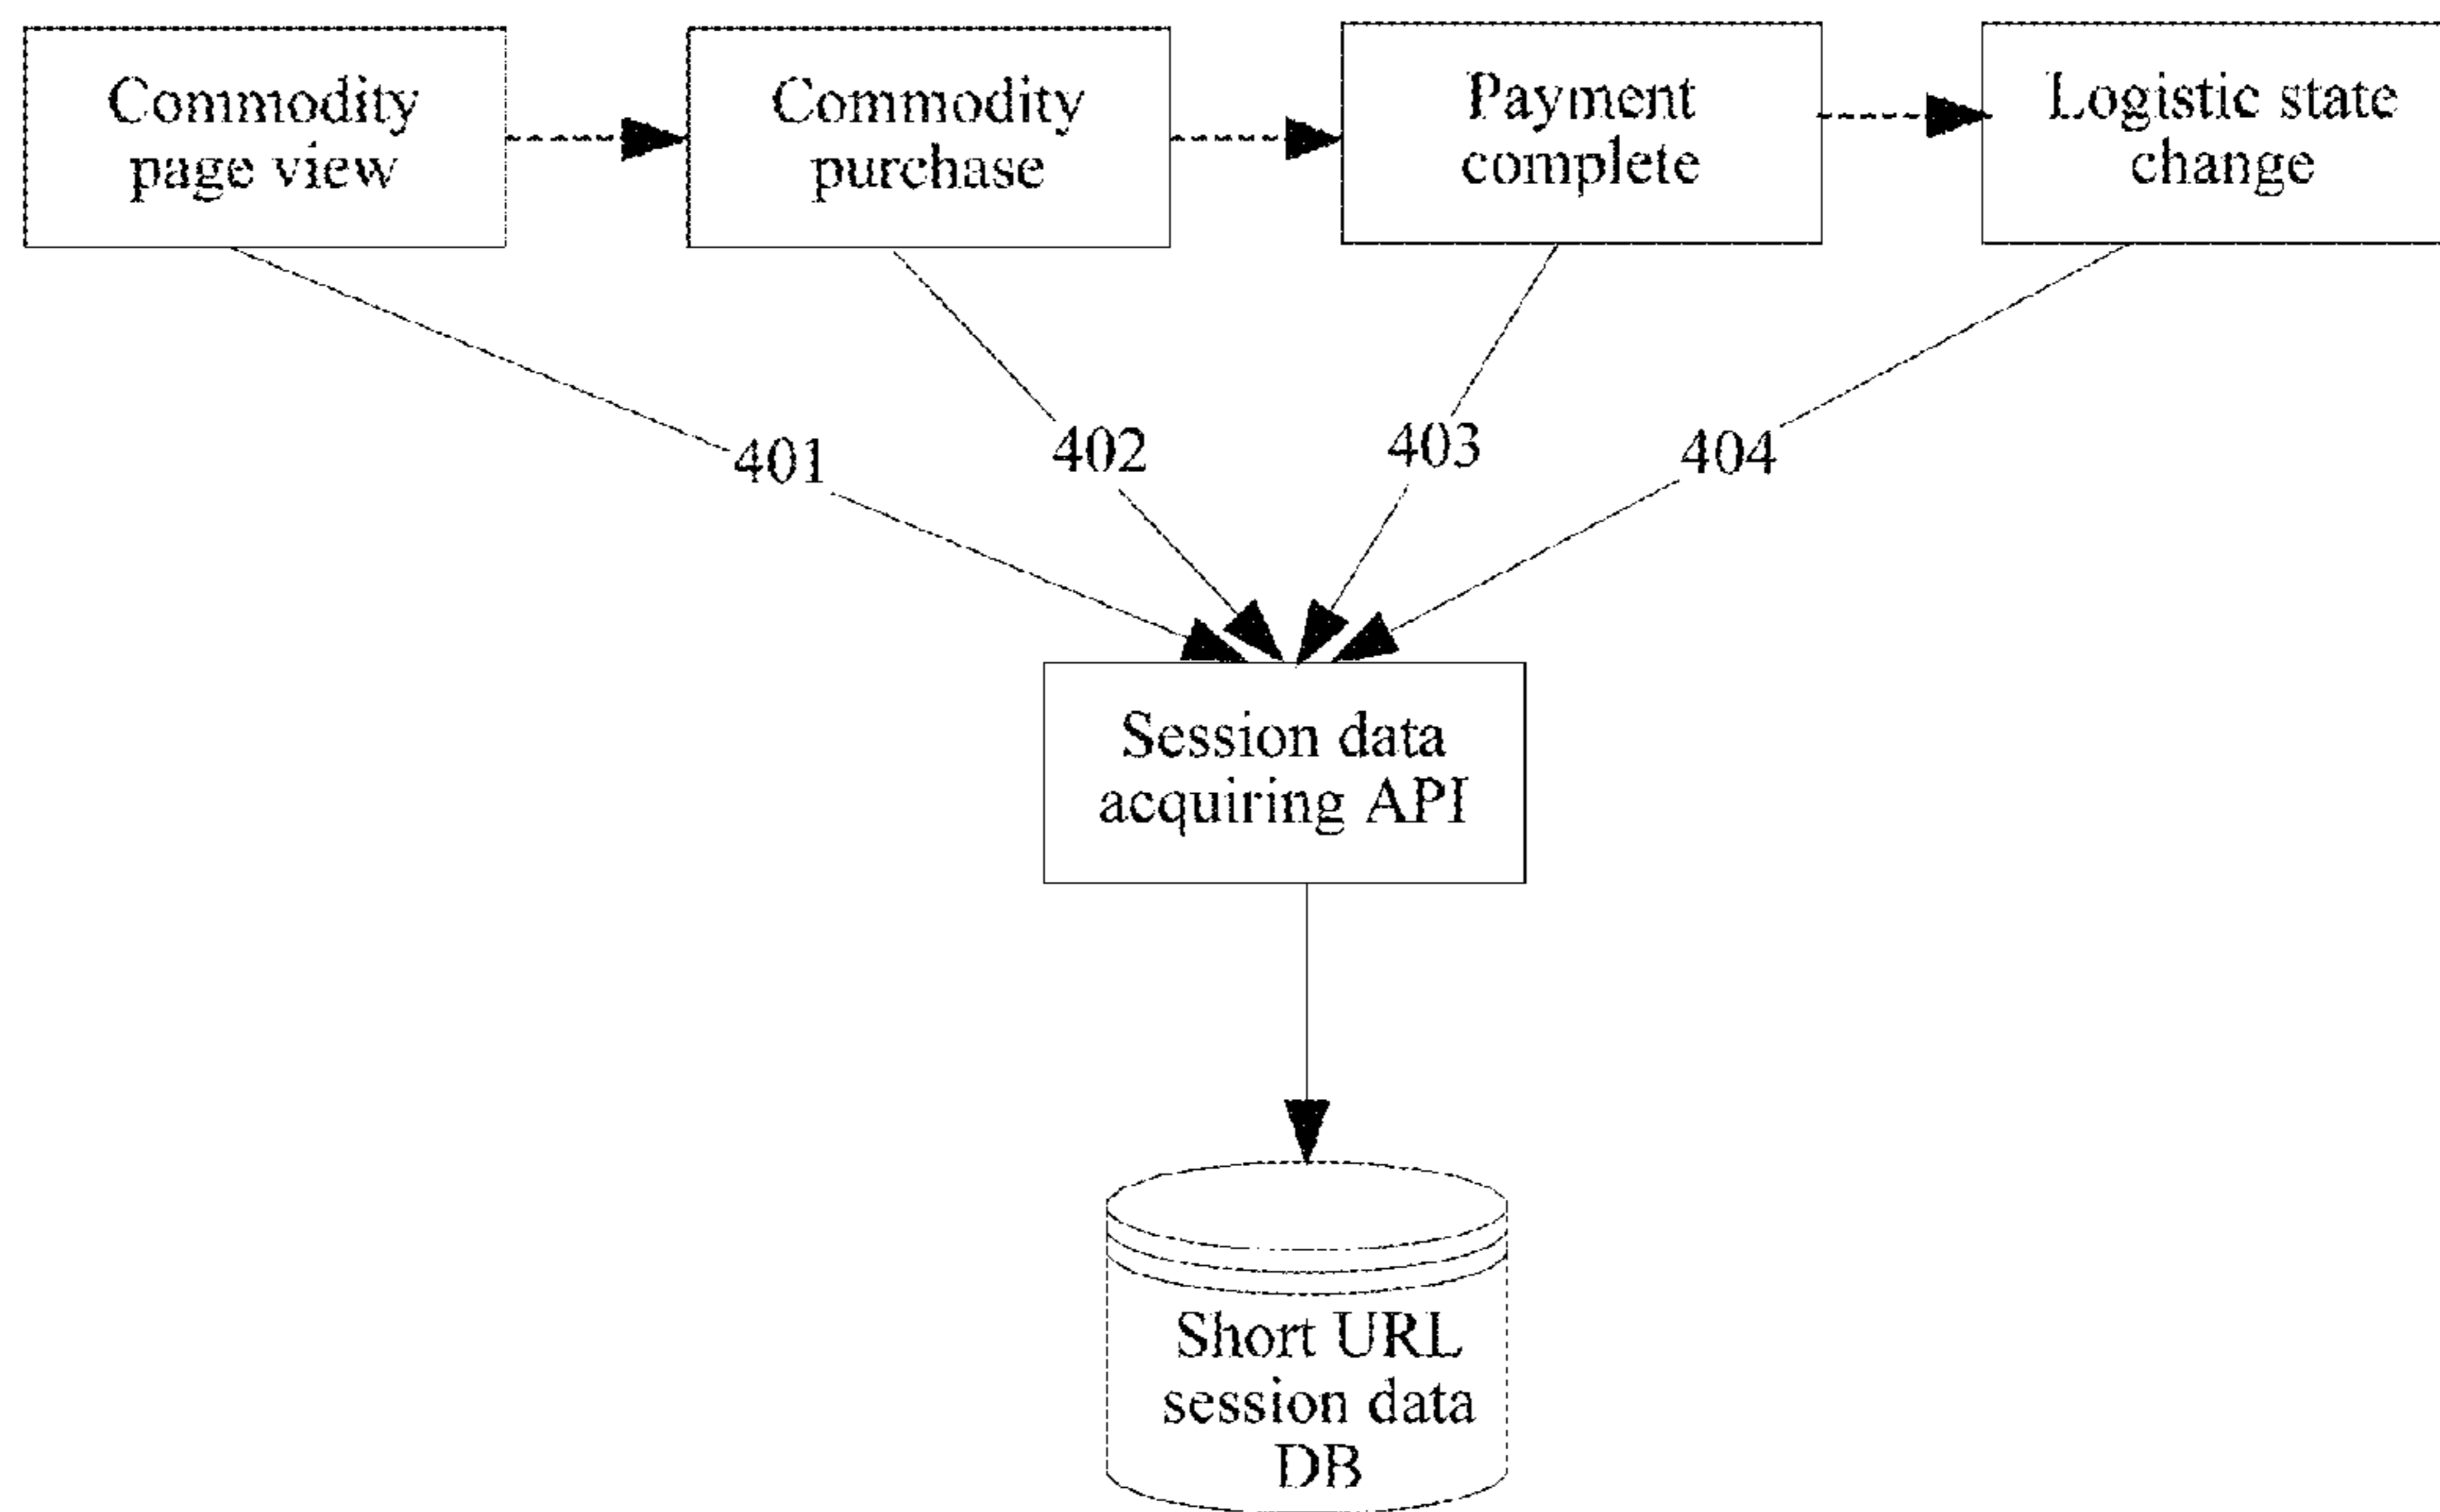 Commodity
page view
Commodity
purchase
Payment
complete
Logistic state
change
401
402
403
404
Session data
acquiring API
Short URL
session data
DB